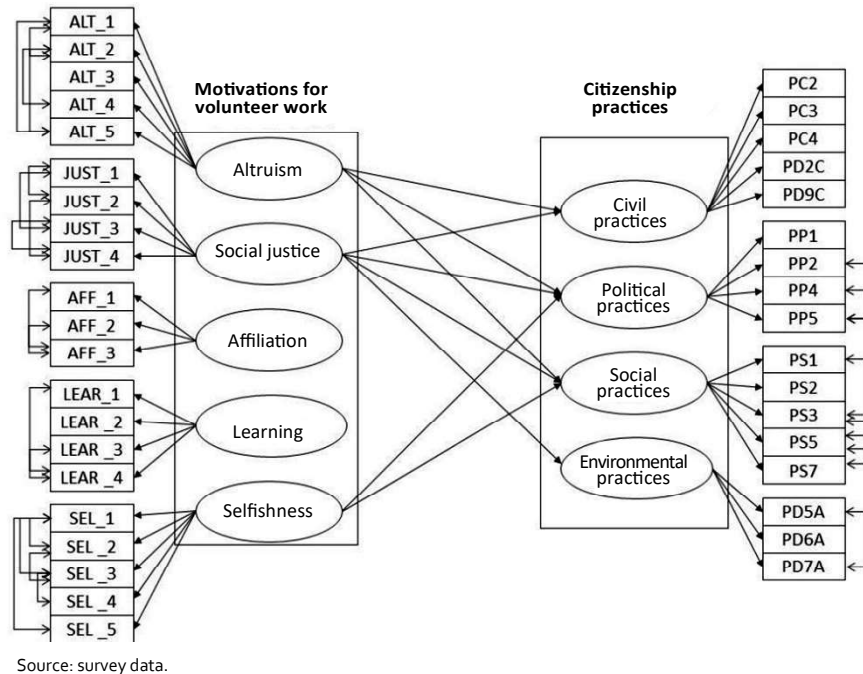 ALT_1
ALT_2
ALT_3
ALT_4
ALT_5
JUST_1
JUST_2
JUST_3
JUST_4
AFF_1
AFF_2
AFF_3
LEAR_1
LEAR _2
LEAR _3
LEAR _4
SEL_1
SEL _2
SEL _3
SEL _4
SEL _5
Motivations for
volunteer work
Altruism
Social justice
Affiliation
Learning
Selfishness
Citizenship
practices
Civil
practices
Political
practices
Social
practices
Environmental
practices
PC2
PC3
PC4
PD2C
PD9C
PP1
PP2
PP4
PP5
PS1
PS2
PS3
PS5
PS7
PD5A
PD6A
PD7A
Source: survey data.